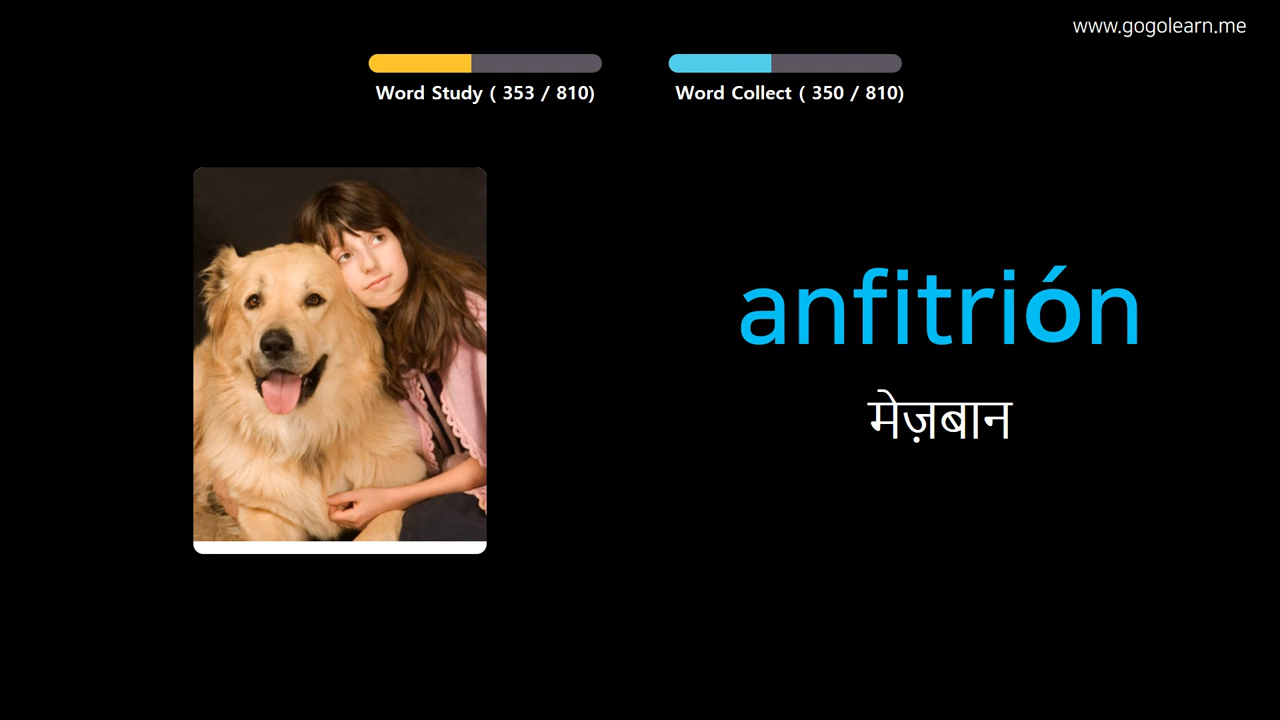 www.gogolearn.me
Word Study ( 353 / 810)
Word Collect ( 350 / 810)
anfitrión
मेज़बान